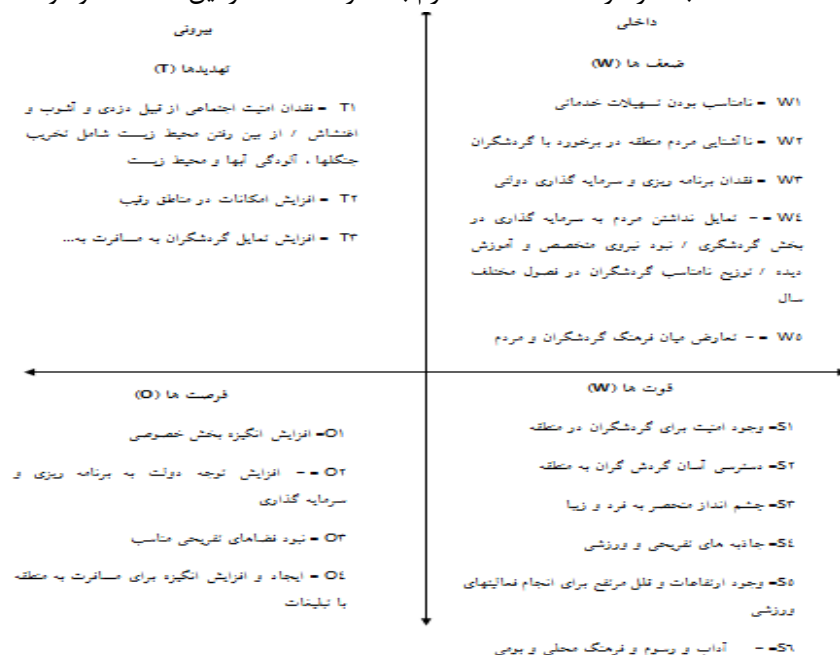 داخلی
ضعف ها (W)
W۱ - نامناسب بودن تسهیلات خدماتی
W۲ - ناآشنایی مردم منطقه در برخورد با گردشگران
W۳ - فقدان برنامه ریزی و سرمایه گذاری دولتی
W٤ - - تمایل نداشتن مردم به سرمایه گذاری در
بخش گردشگری / نبود نیروی متخصص و آموزش
دیده / توزیع نامناسب گردشگران در فصول مختلف
سال
W٥ - - تعارضی میان فرهنگ گردشگران و مردم
بیرونی
تهدیدها (T)
T۱ - فقدان امنیت اجتماعی از قبیل دزدی و آشوب و
اغتشاش / از بین رفتن محیط زیست شامل تخریب
جنگلها ، آلودگی آبها و محیط زیست
T۲ - افزایش امکانات در مناطق رقیب
T۳ - افزایش تمایل گردشگران به مسافرت به...
قوت ها (W)
S۱- وجود امنیت برای گردشگران در منطقه
S۲- دسترسی آسان گردش گران به منطقه
S۳- چشم انداز منحصر به فرد و زیبا
S٤- جاذبه های تفریحی و ورزشی
S٥- وجود ارتفاعات و قلل مرتفع برای انجام فعالیتهای
ورزشی
S٦- - آداب و رسوم و فرهنگ محلی و بومی
فرصت ها (O)
O۱- افزایش انگیزه بخش خصوصی
O۲ - - افزایش توجه دولت به برنامه ریزی و
سرمایه گذاری
O۳ - نبود فضاهای تفریحی مناسب
O٤ - ایجاد و افزایش انگیزه برای مسافرت به منطقه
با تبلیغات